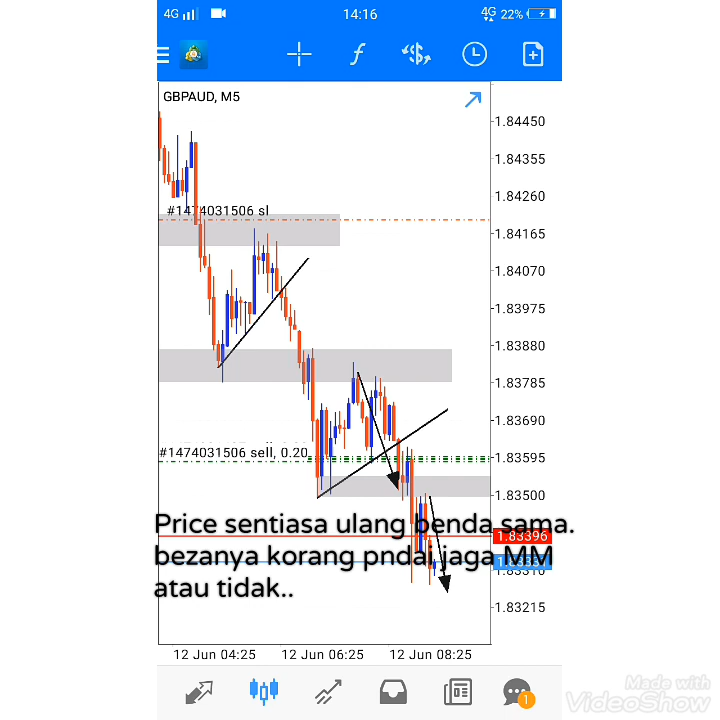 4G 14:16 4G 22%
GBPAUD, M5
1.84450
1.84355
1.84260
#1474031506 sl
1.84165
1.84070
1.83975
1.83880
1.83785
1.83690
#1474031506 sell, 0.20
1.83595
1.83500
Price sentiasa ulang benda sama.
1.83396
bezanya korang pndai jaga MM
1.83310
atau tidak..
1.83215
12 Jun 04:25 12 Jun 06:25 12 Jun 08:25
1
Made with
VideoShow